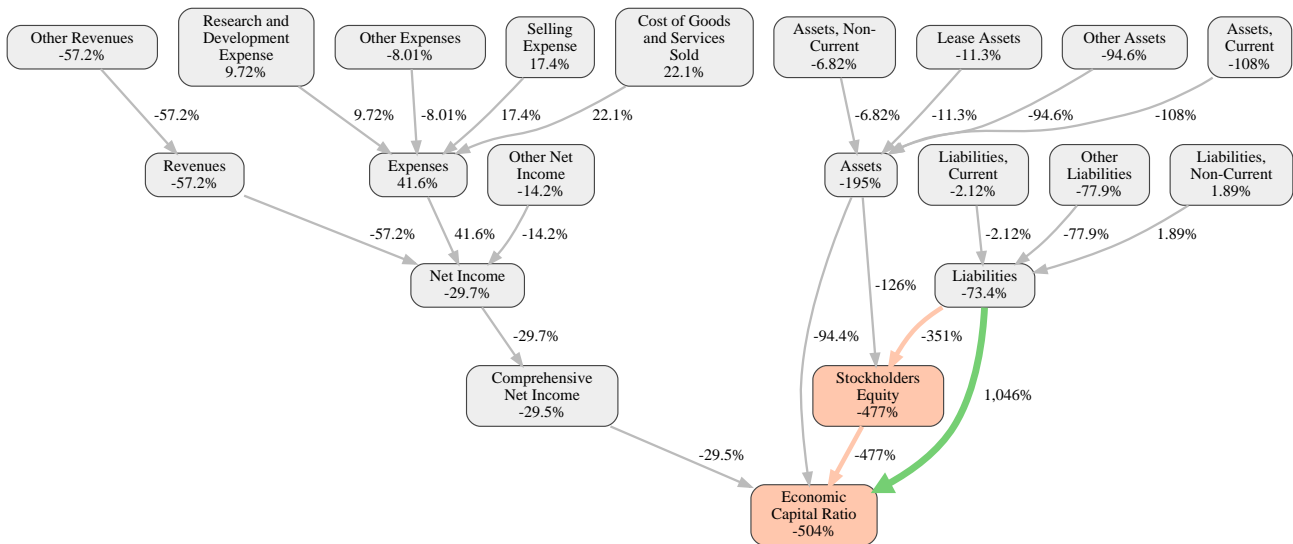 Other Revenues
-57.2%
Research and
Development
Expense
9.72%
Other Expenses
-8.01%
Selling
Expense
17.4%
Cost of Goods
and Services
Sold
22.1%
Assets, Non-
Current
-6.82%
Lease Assets
-11.3%
Other Assets
-94.6%
Assets,
Current
-108%
-57.2%
9.72%
-8.01%
17.4%
22.1%
-6.82%
-11.3%
-94.6%
-108%
Revenues
-57.2%
Expenses
41.6%
Other Net
Income
-14.2%
Assets
-195%
Liabilities,
Current
-2.12%
Other
Liabilities
-77.9%
Liabilities,
Non-Current
1.89%
-57.2%
41.6%
-14.2%
-2.12%
-77.9%
1.89%
Net Income
-29.7%
Liabilities
-73.4%
-126%
-29.7%
-94.4%
-351%
Comprehensive
Net Income
-29.5%
Stockholders
Equity
-477%
1,046%
-29.5%
-477%
Economic
Capital Ratio
-504%